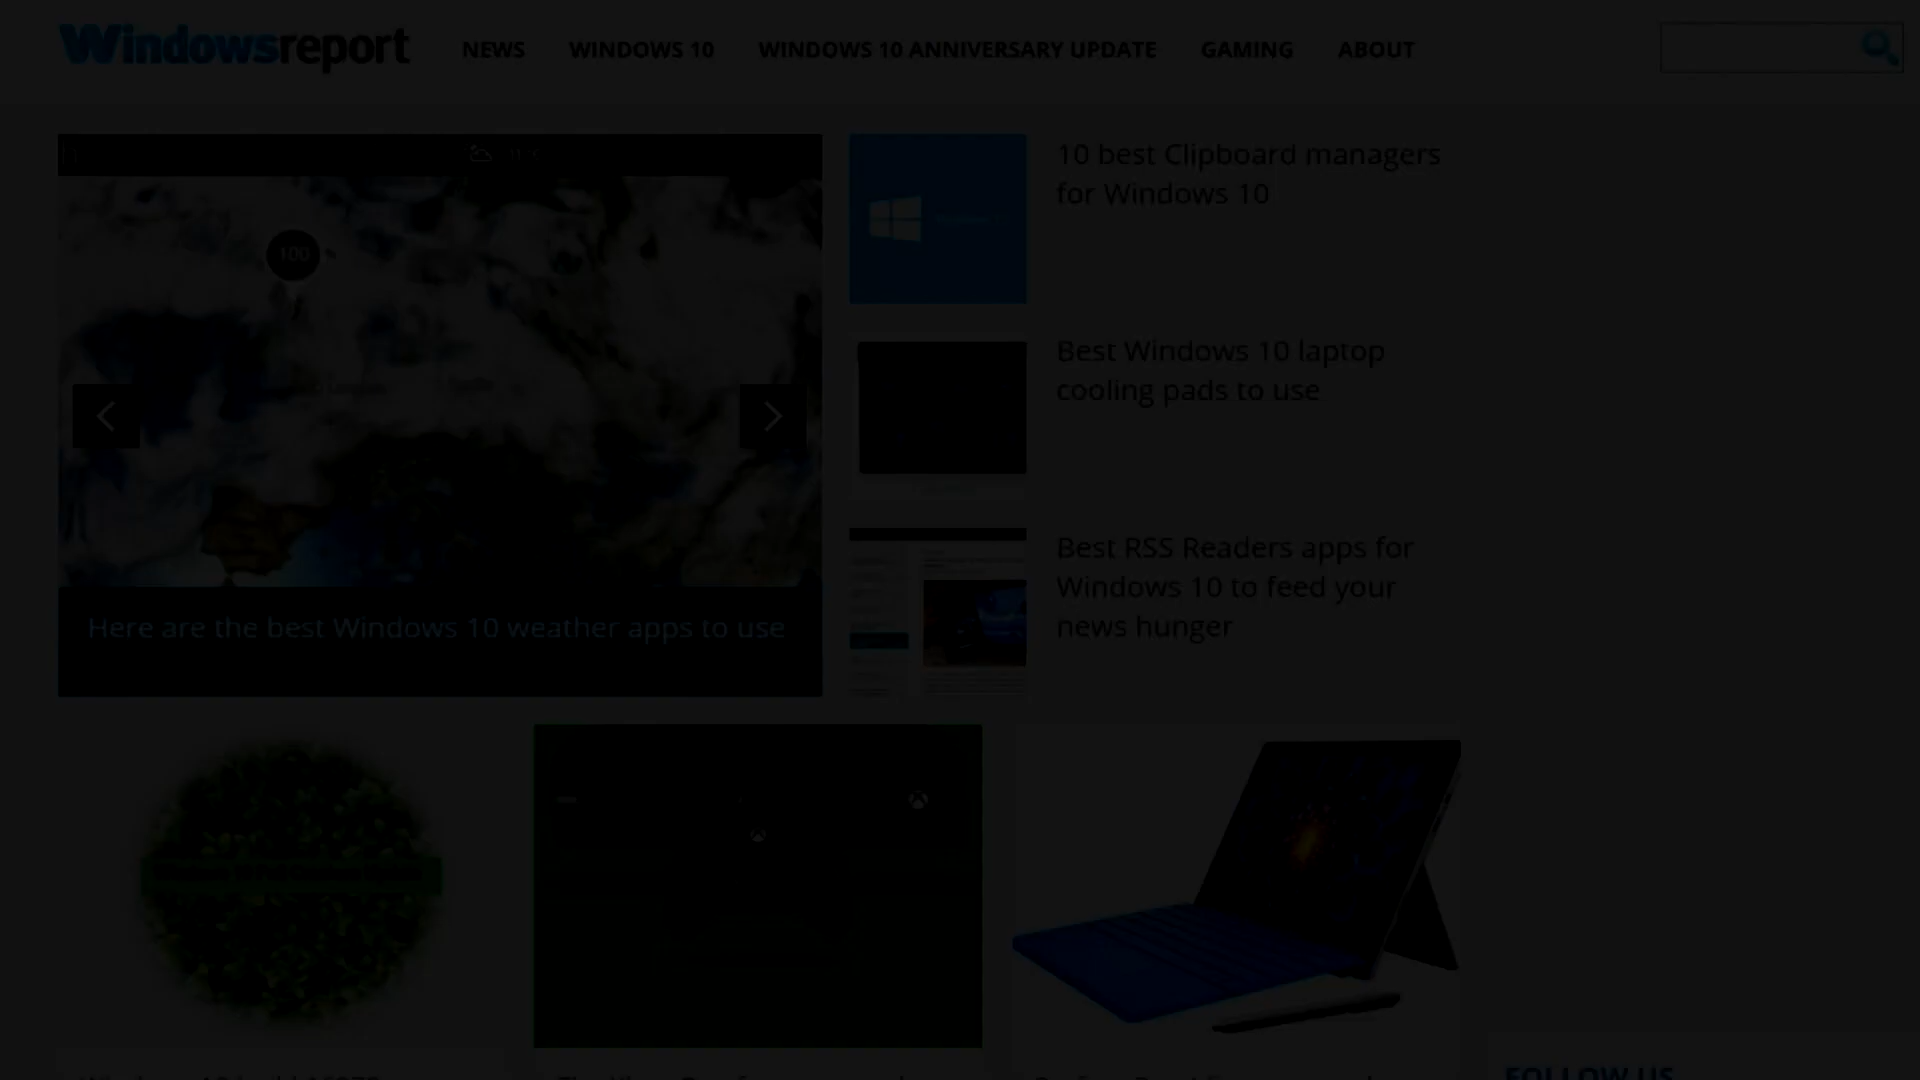 Windowsreport
NEWS
WINDOWS 10
WINDOWS 10 ANNIVERSARY UPDATE
GAMING
ABOUT
100
Here are the best Windows 10 weather apps to use
10 best Clipboard managers
for Windows 10
Best Windows 10 laptop
cooling pads to use
Best RSS Readers apps for
Windows 10 to feed your
news hunger
FOLLOW US